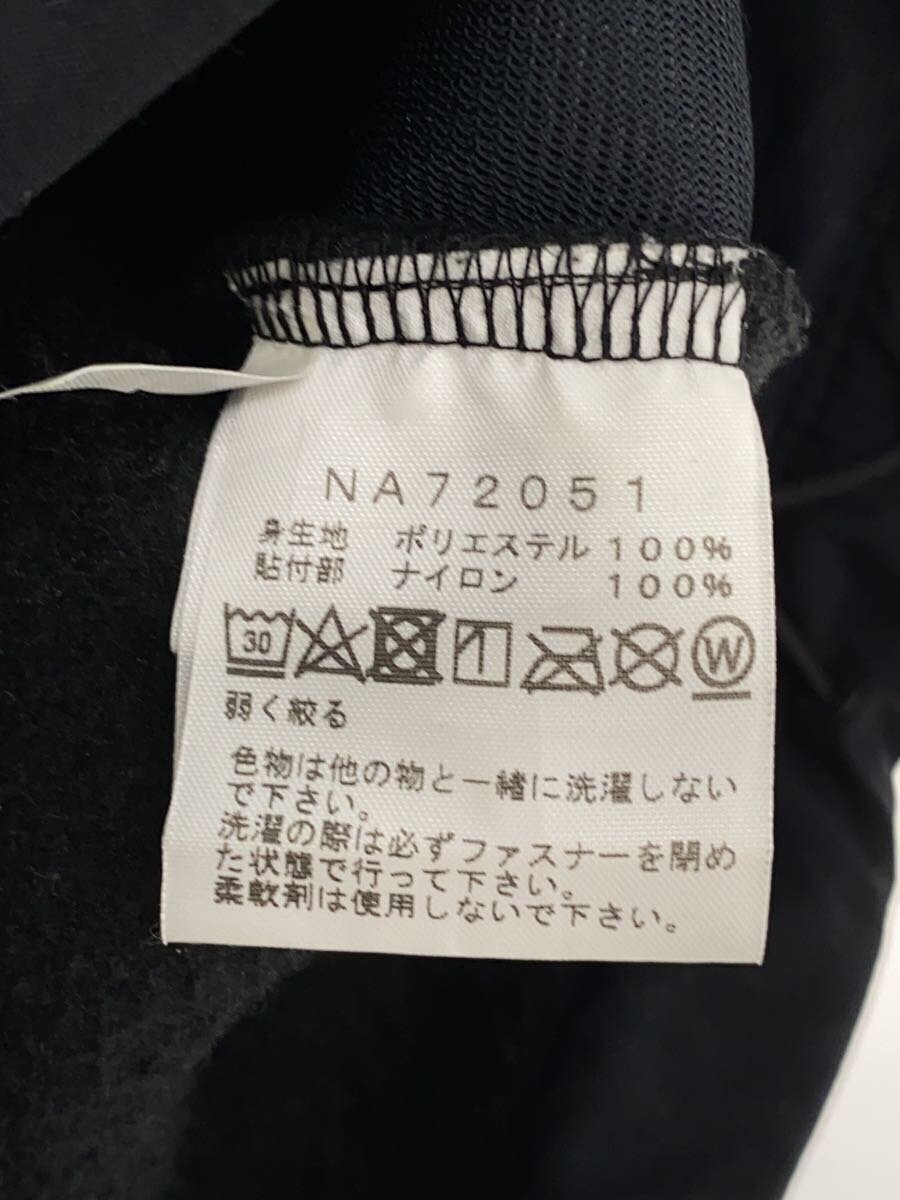 NA72051
身生地 ポリエステル 100%
貼付部 ナイロン 100%
30 W
弱く絞る
色物は他の物と一緒に洗濯しない
で下さい。
洗濯の際は必ずファスナーを閉め
た状態で行って下さい。
柔軟剤は使用しないで下さい。